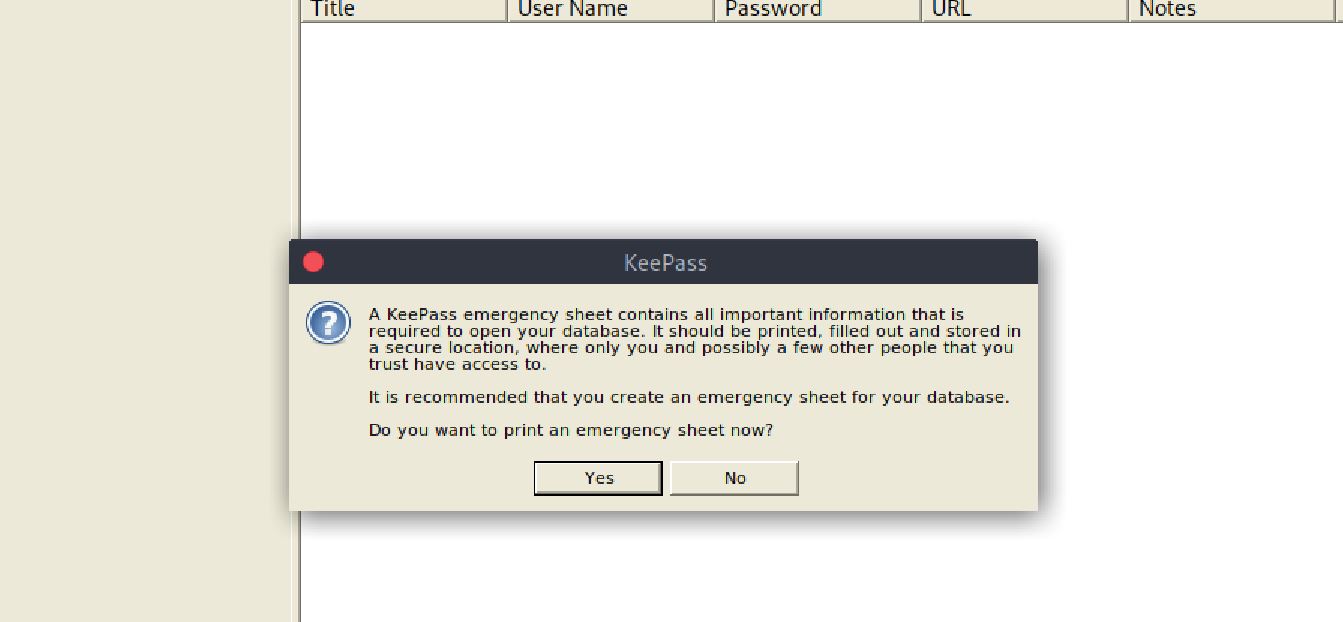 Title User Name Password URL Notes
KeePass
A KeePass emergency sheet contains all important information that is
required to open your database. It should be printed, filled out and stored in
a secure location, where only you and possibly a few other people that you
trust have access to.
It is recommended that you create an emergency sheet for your database.
Do you want to print an emergency sheet now?
Yes No